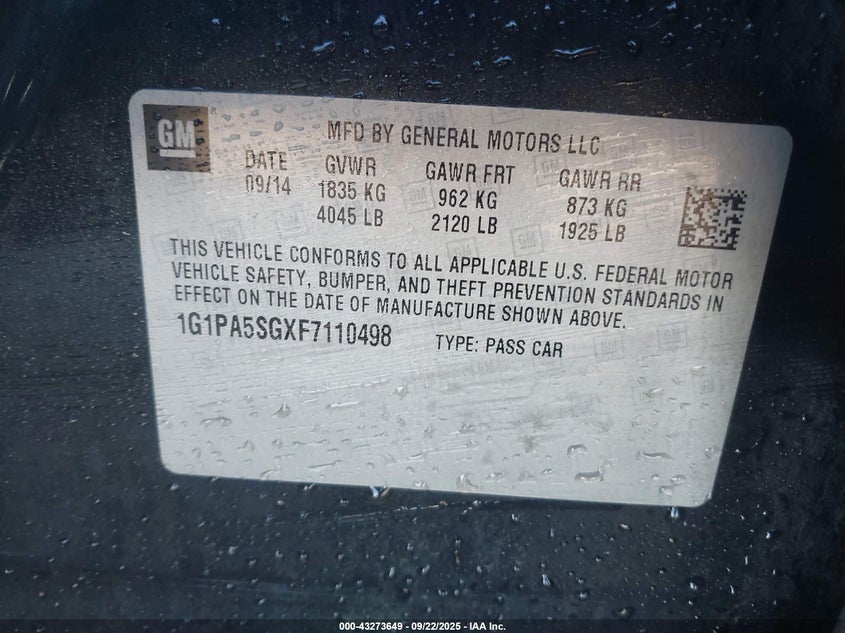 GM
MFD BY GENERAL MOTORS LLC
DATE GVWR GAWR FRT GAWR RR
09/14 1835 KG 962 KG 873 KG
4045 LB 2120 LB 1925 LB
THIS VEHICLE CONFORMS TO ALL APPLICABLE U.S. FEDERAL MOTOR
VEHICLE SAFETY, BUMPER, AND THEFT PREVENTION STANDARDS IN
EFFECT ON THE DATE OF MANUFACTURE SHOWN ABOVE.
1G1PA5SGXF7110498 TYPE: PASS CAR
000-43273649 - 09/22/2025 - IAA Inc.